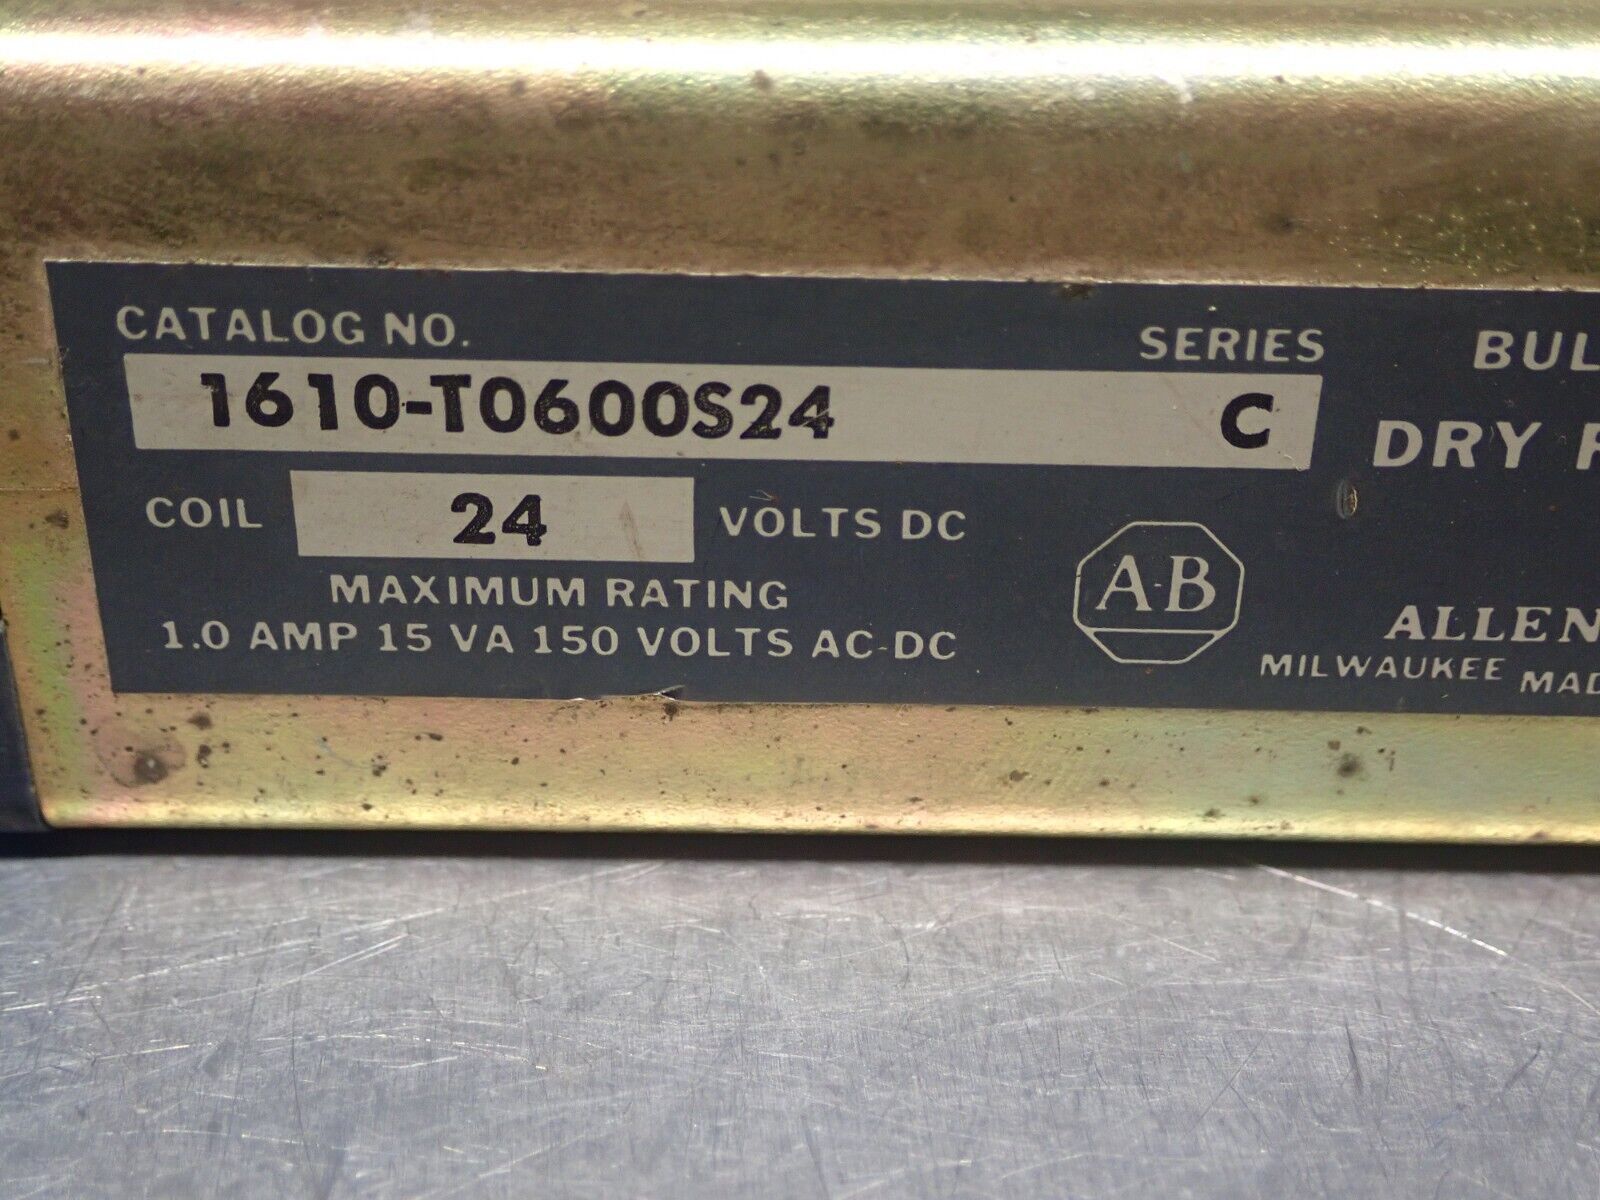 CATALOG NO. SERIES
1610-T0600S24 C
COIL 24 VOLTS DC
MAXIMUM RATING
1.0 AMP 15 VA 150 VOLTS AC-DC
BUL
DRY
A-B
ALLEN
MILWAUKEE MAD